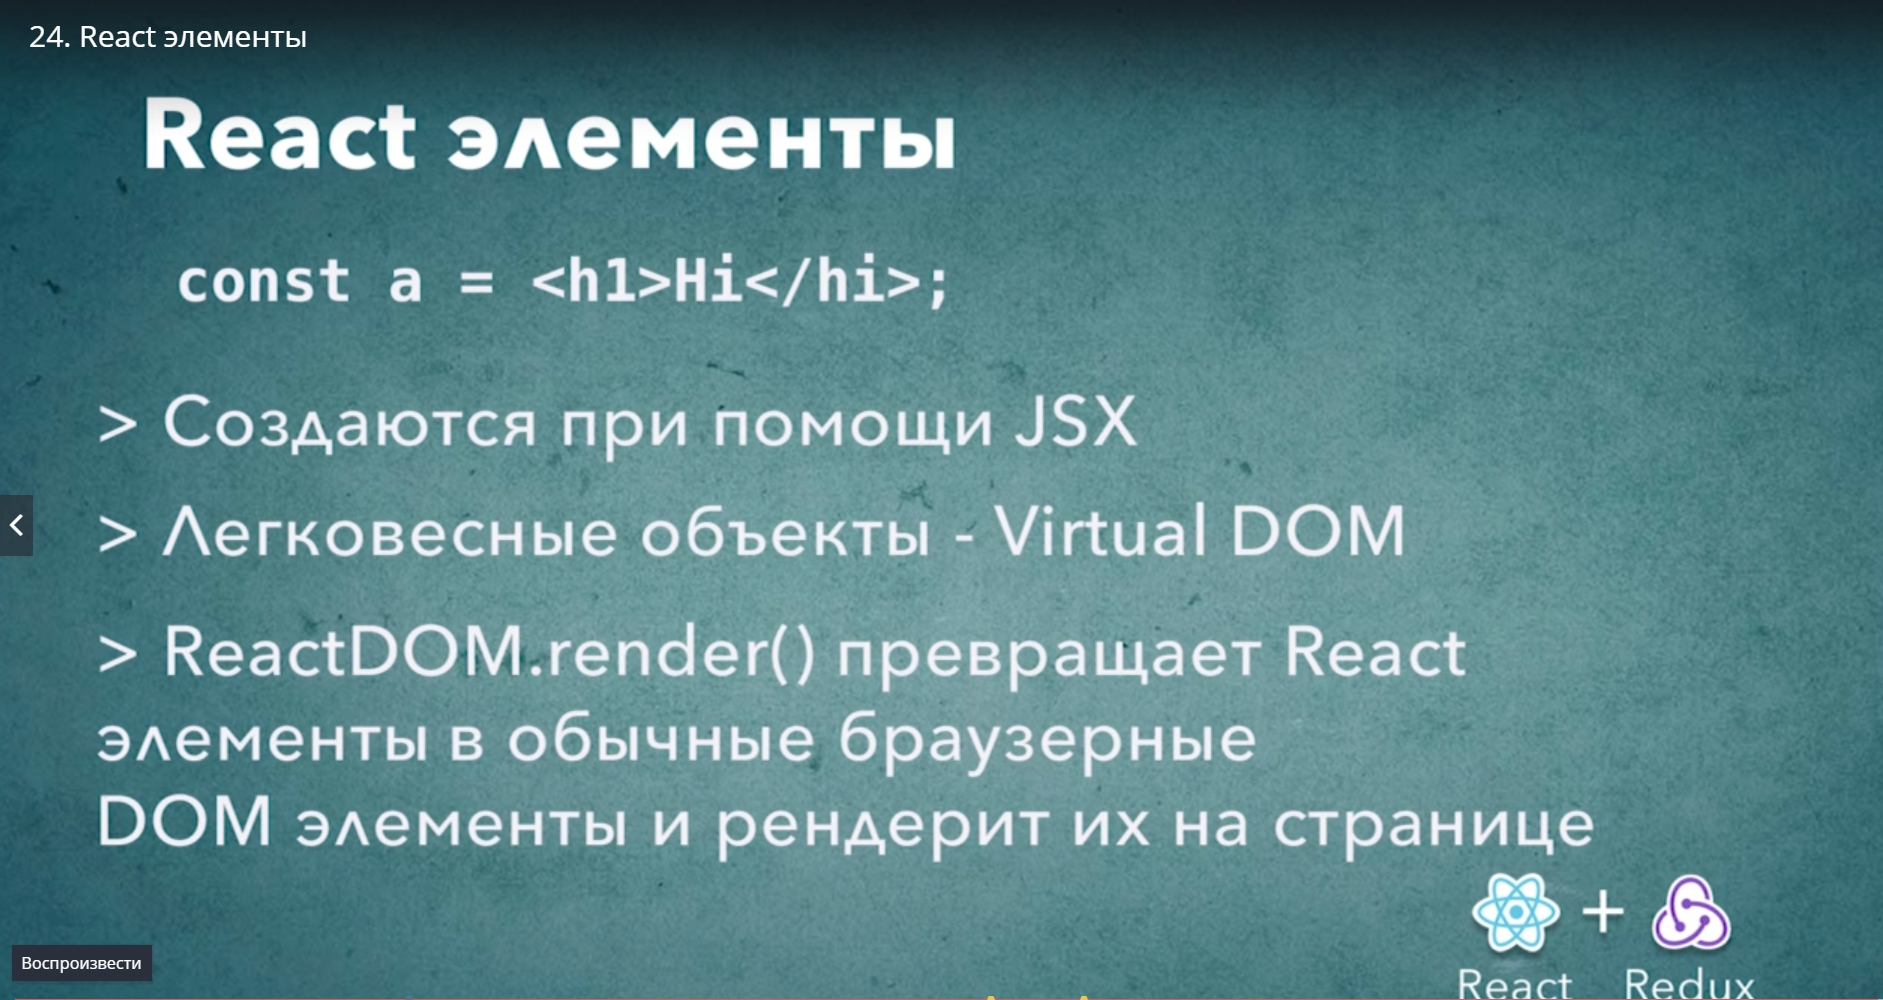 24. React элементы
React элементы
const a = <h1>Hi</hi>;
> Создаются при помощи JSX
> Легковесные объекты - Virtual DOM
> ReactDOM.render() превращает React
элементы в обычные браузерные
DOM элементы и рендерит их на странице
Воспроизвести
React Redux